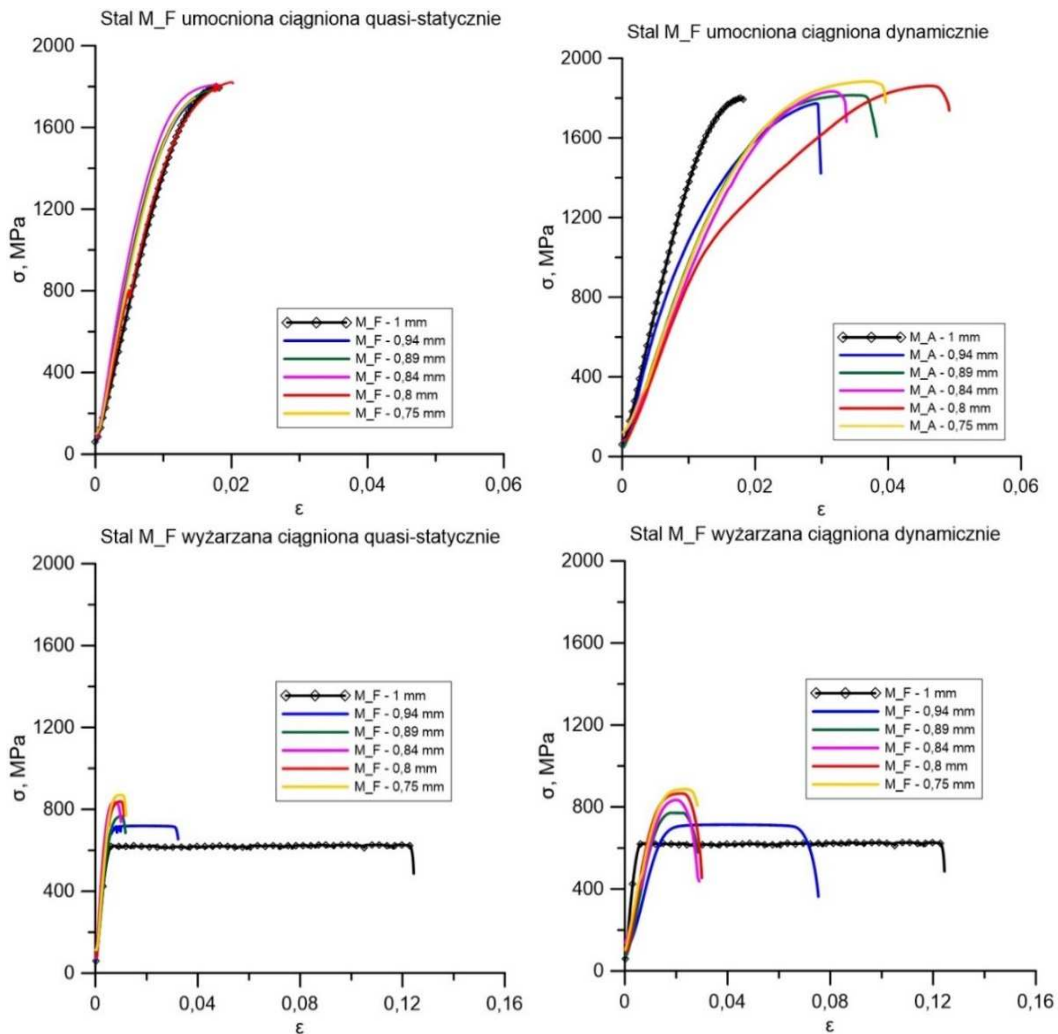 Stal M_F umocniona ciągniona quasi-statycznie
2000
1600
1200
800
400
0
σ, MPa
0
0,02
0,04
0,06
ε
M_F - 1 mm
M_F - 0,94 mm
M_F - 0,89 mm
M_F - 0,84 mm
M_F - 0,8 mm
M_F - 0,75 mm
Stal M_F umocniona ciągniona dynamicznie
2000
1600
1200
800
400
0
σ, MPa
0
0,02
0,04
0,06
ε
M_A - 1 mm
M_A - 0,94 mm
M_A - 0,89 mm
M_A - 0,84 mm
M_A - 0,8 mm
M_A - 0,75 mm
Stal M_F wyżarzana ciągniona quasi-statycznie
2000
1600
1200
800
400
0
σ, MPa
0
0,04
0,08
0,12
0,16
ε
M_F - 1 mm
M_F - 0,94 mm
M_F - 0,89 mm
M_F - 0,84 mm
M_F - 0,8 mm
M_F - 0,75 mm
Stal M_F wyżarzana ciągniona dynamicznie
2000
1600
1200
800
400
0
σ, MPa
0
0,04
0,08
0,12
0,16
ε
M_F - 1 mm
M_F - 0,94 mm
M_F - 0,89 mm
M_F - 0,84 mm
M_F - 0,8 mm
M_F - 0,75 mm